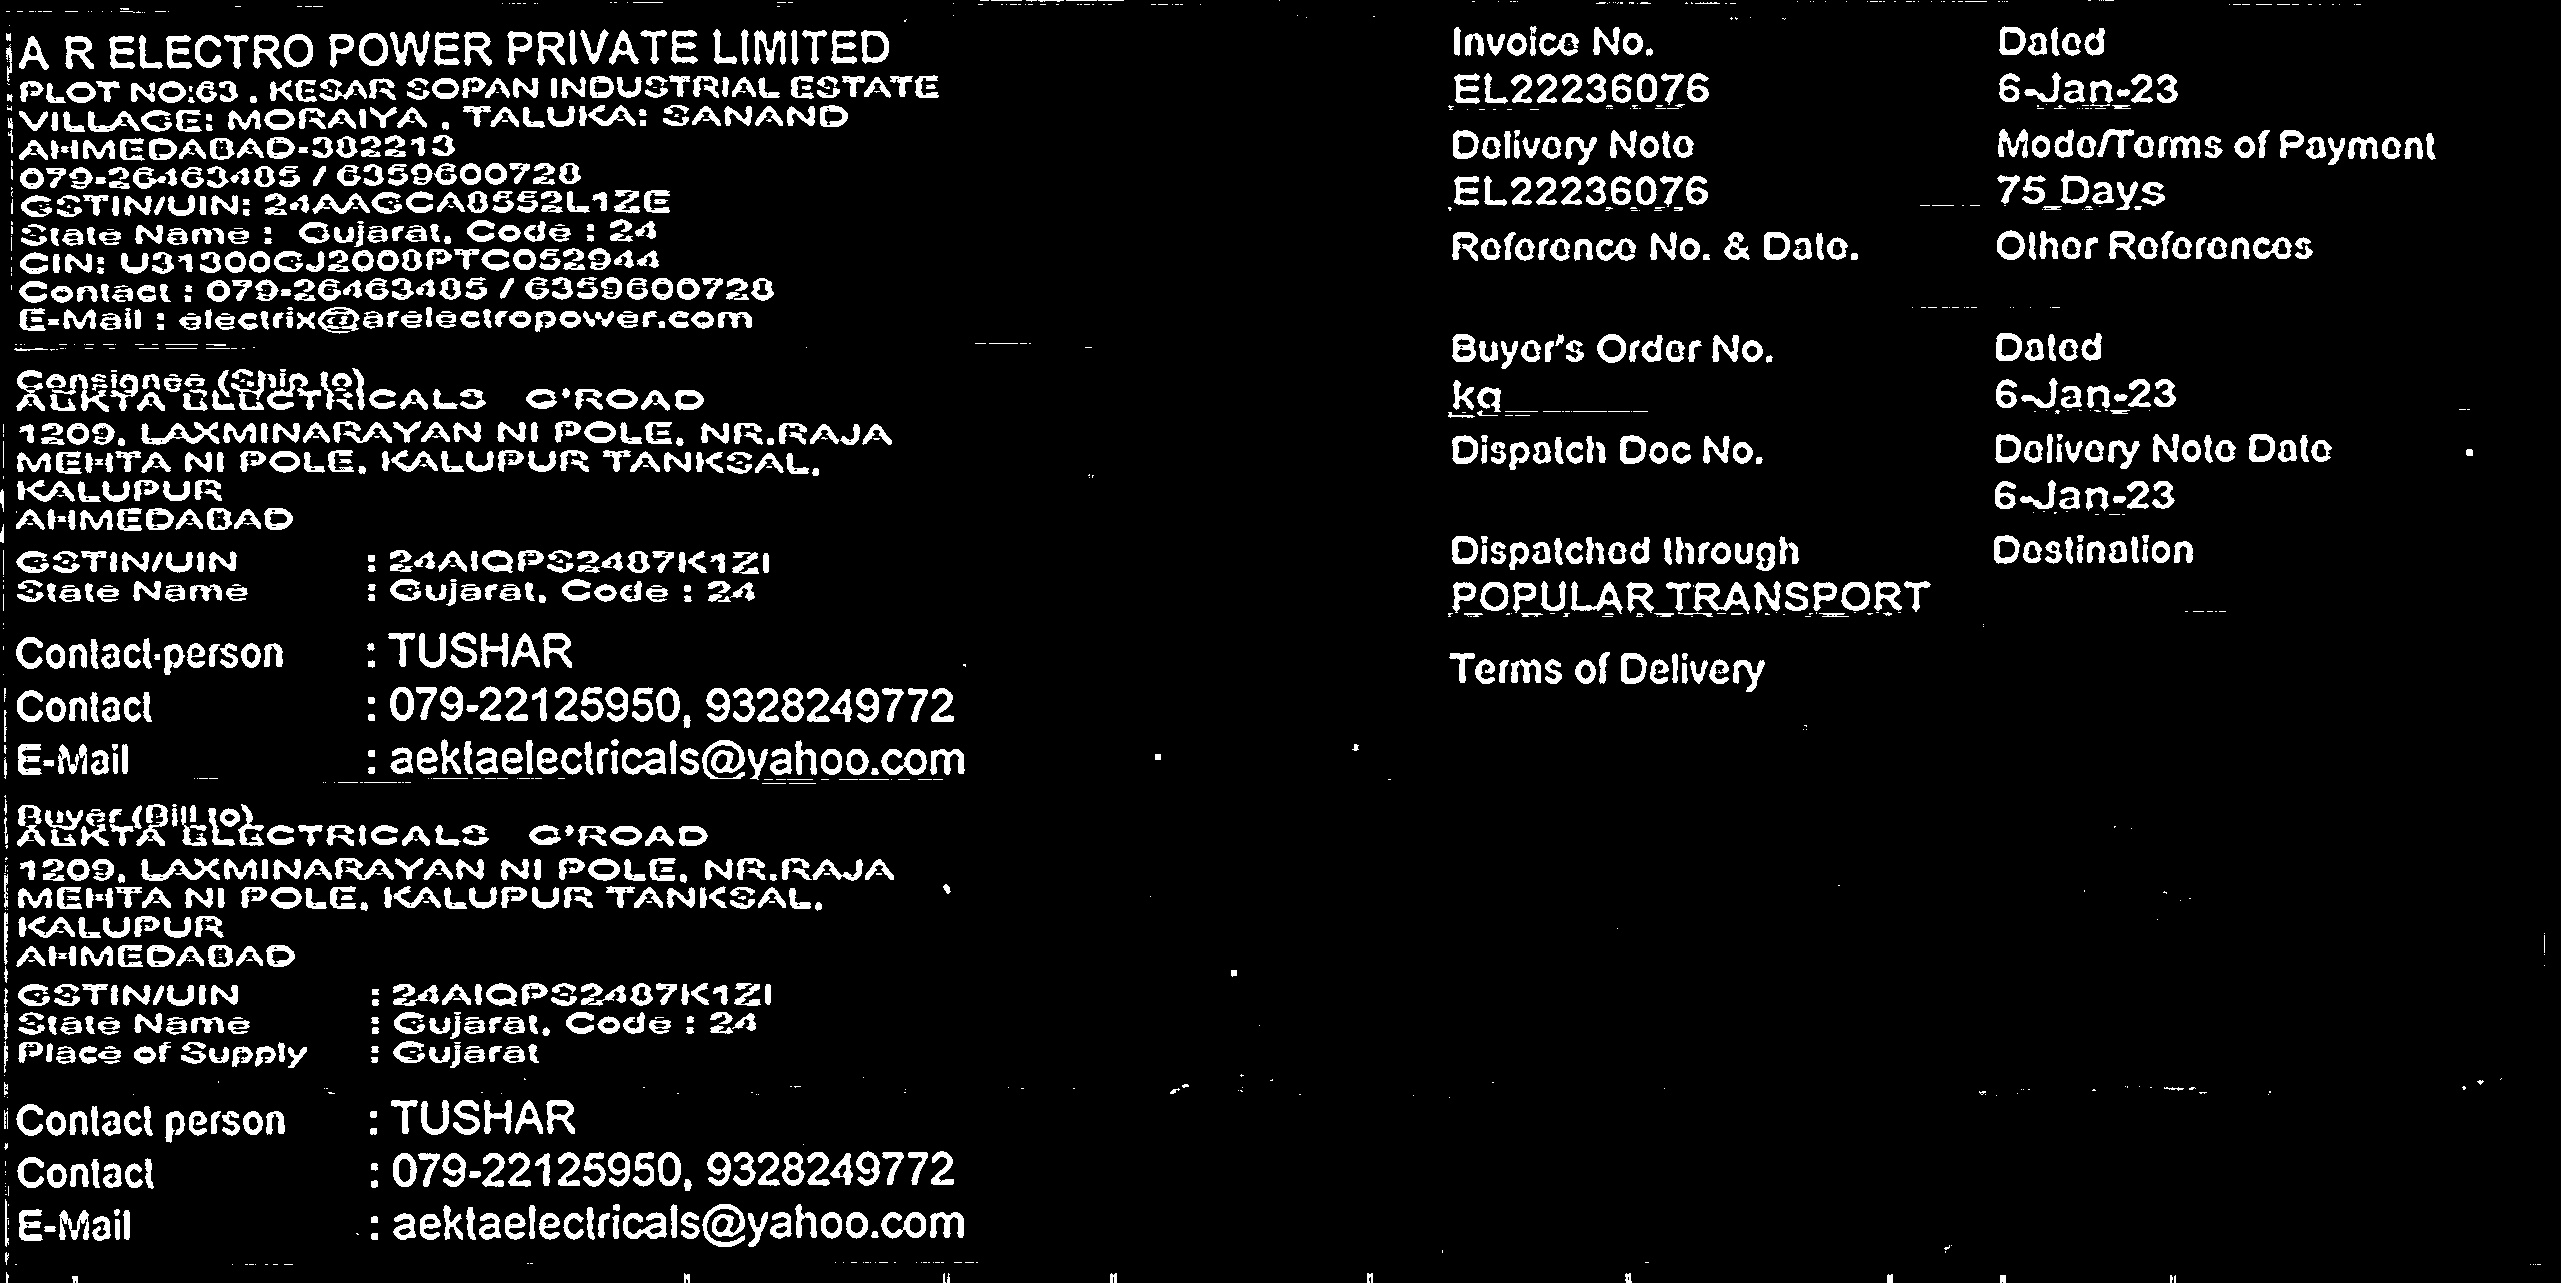 A R ELECTRO POWER PRIVATE LIMITED
PLOT NO:63 , KESAR SOPAN INDUSTRIAL ESTATE
VILLAGE: MORAIYA , TALUKA: SANAND
AHMEDABAD-382213
079-26463485 / 6359600728
GSTIN/UIN: 24AAGCA8552L1ZE
State Name : Gujarat, Code : 24
CIN: U31300GJ2008PTC052944
Contact : 079-26463485 / 6359600728
E-Mail : electrix@arelectropower.com
Consignee (Ship to)
AEKTA ELECTRICALS C'ROAD
1209, LAXMINARAYAN NI POLE, NR.RAJA
MEHTA NI POLE, KALUPUR TANKSAL,
KALUPUR
AHMEDABAD
GSTIN/UIN : 24AIQPS2487K1ZI
State Name : Gujarat, Code : 24
Contact person : TUSHAR
Contact : 079-22125950, 9328249772
E-Mail : aektaelectricals@yahoo.com
Buyer (Bill to)
AEKTA ELECTRICALS C'ROAD
1209, LAXMINARAYAN NI POLE, NR.RAJA
MEHTA NI POLE, KALUPUR TANKSAL,
KALUPUR
AHMEDABAD
GSTIN/UIN : 24AIQPS2487K1ZI
State Name : Gujarat, Code : 24
Place of Supply : Gujarat
Contact person : TUSHAR
Contact : 079-22125950, 9328249772
E-Mail : aektaelectricals@yahoo.com
Invoice No. Dated
EL22236076 6-Jan-23
Delivery Note Mode/Terms of Payment
EL22236076 75 Days
Reference No. & Date. Other References
Buyer's Order No. Dated
kg 6-Jan-23
Dispatch Doc No. Delivery Note Date
6-Jan-23
Dispatched through Destination
POPULAR TRANSPORT
Terms of Delivery